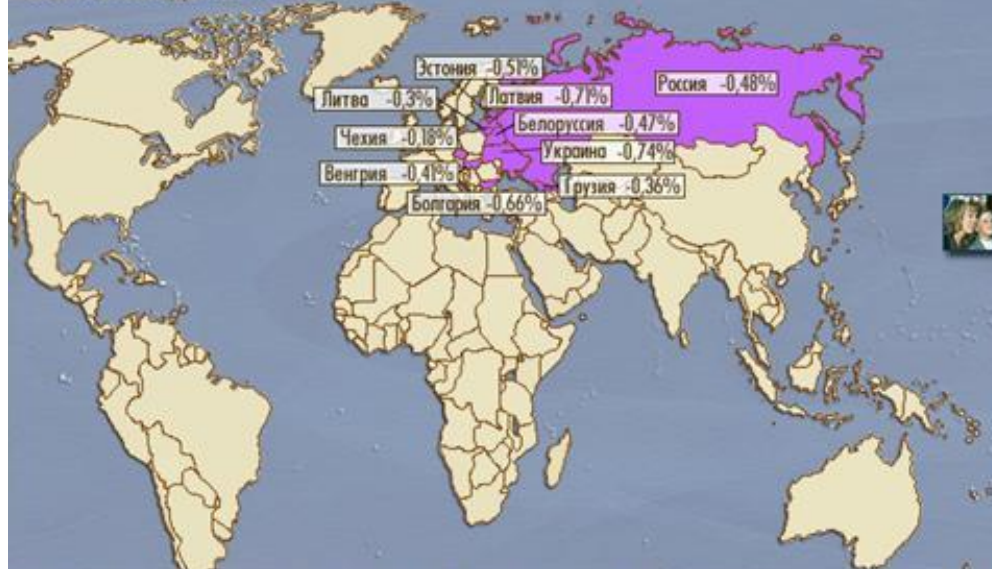 Эстония -0,51%
Россия -0,48%
Литва -0,3%
Латвия -0,71%
Белоруссия -0,47%
Чехия -0,18%
Украина -0,74%
Венгрия -0,41%
Грузия -0,36%
Болгария -0,66%